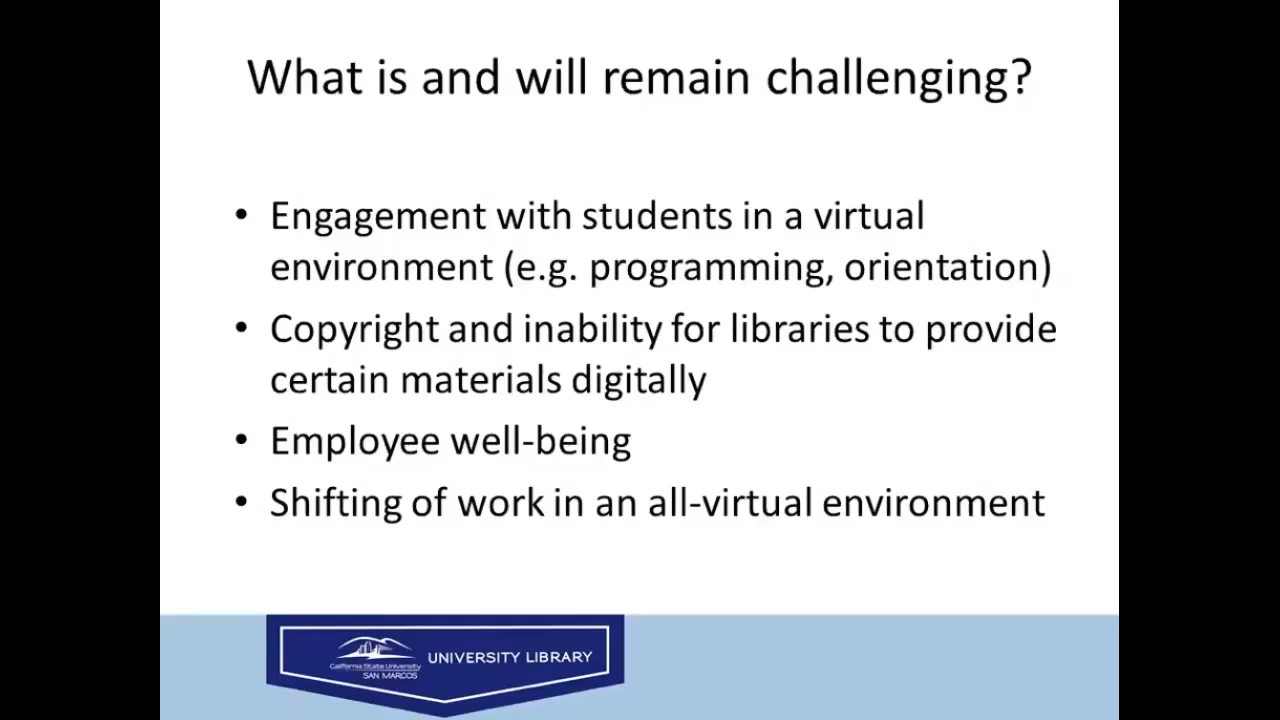 What is and will remain challenging?
• Engagement with students in a virtual
environment (e.g. programming, orientation)
• Copyright and inability for libraries to provide
certain materials digitally
• Employee well-being
• Shifting of work in an all-virtual environment
California State University
SAN MARCOS
UNIVERSITY LIBRARY